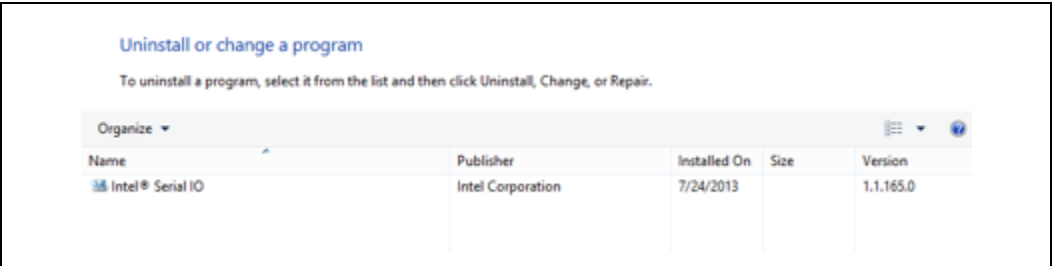 Uninstall or change a program
To uninstall a program, select it from the list and then click Uninstall, Change, or Repair.
Organize
Name Publisher Installed On Size Version
Intel® Serial IO Intel Corporation 7/24/2013 1.1.165.0